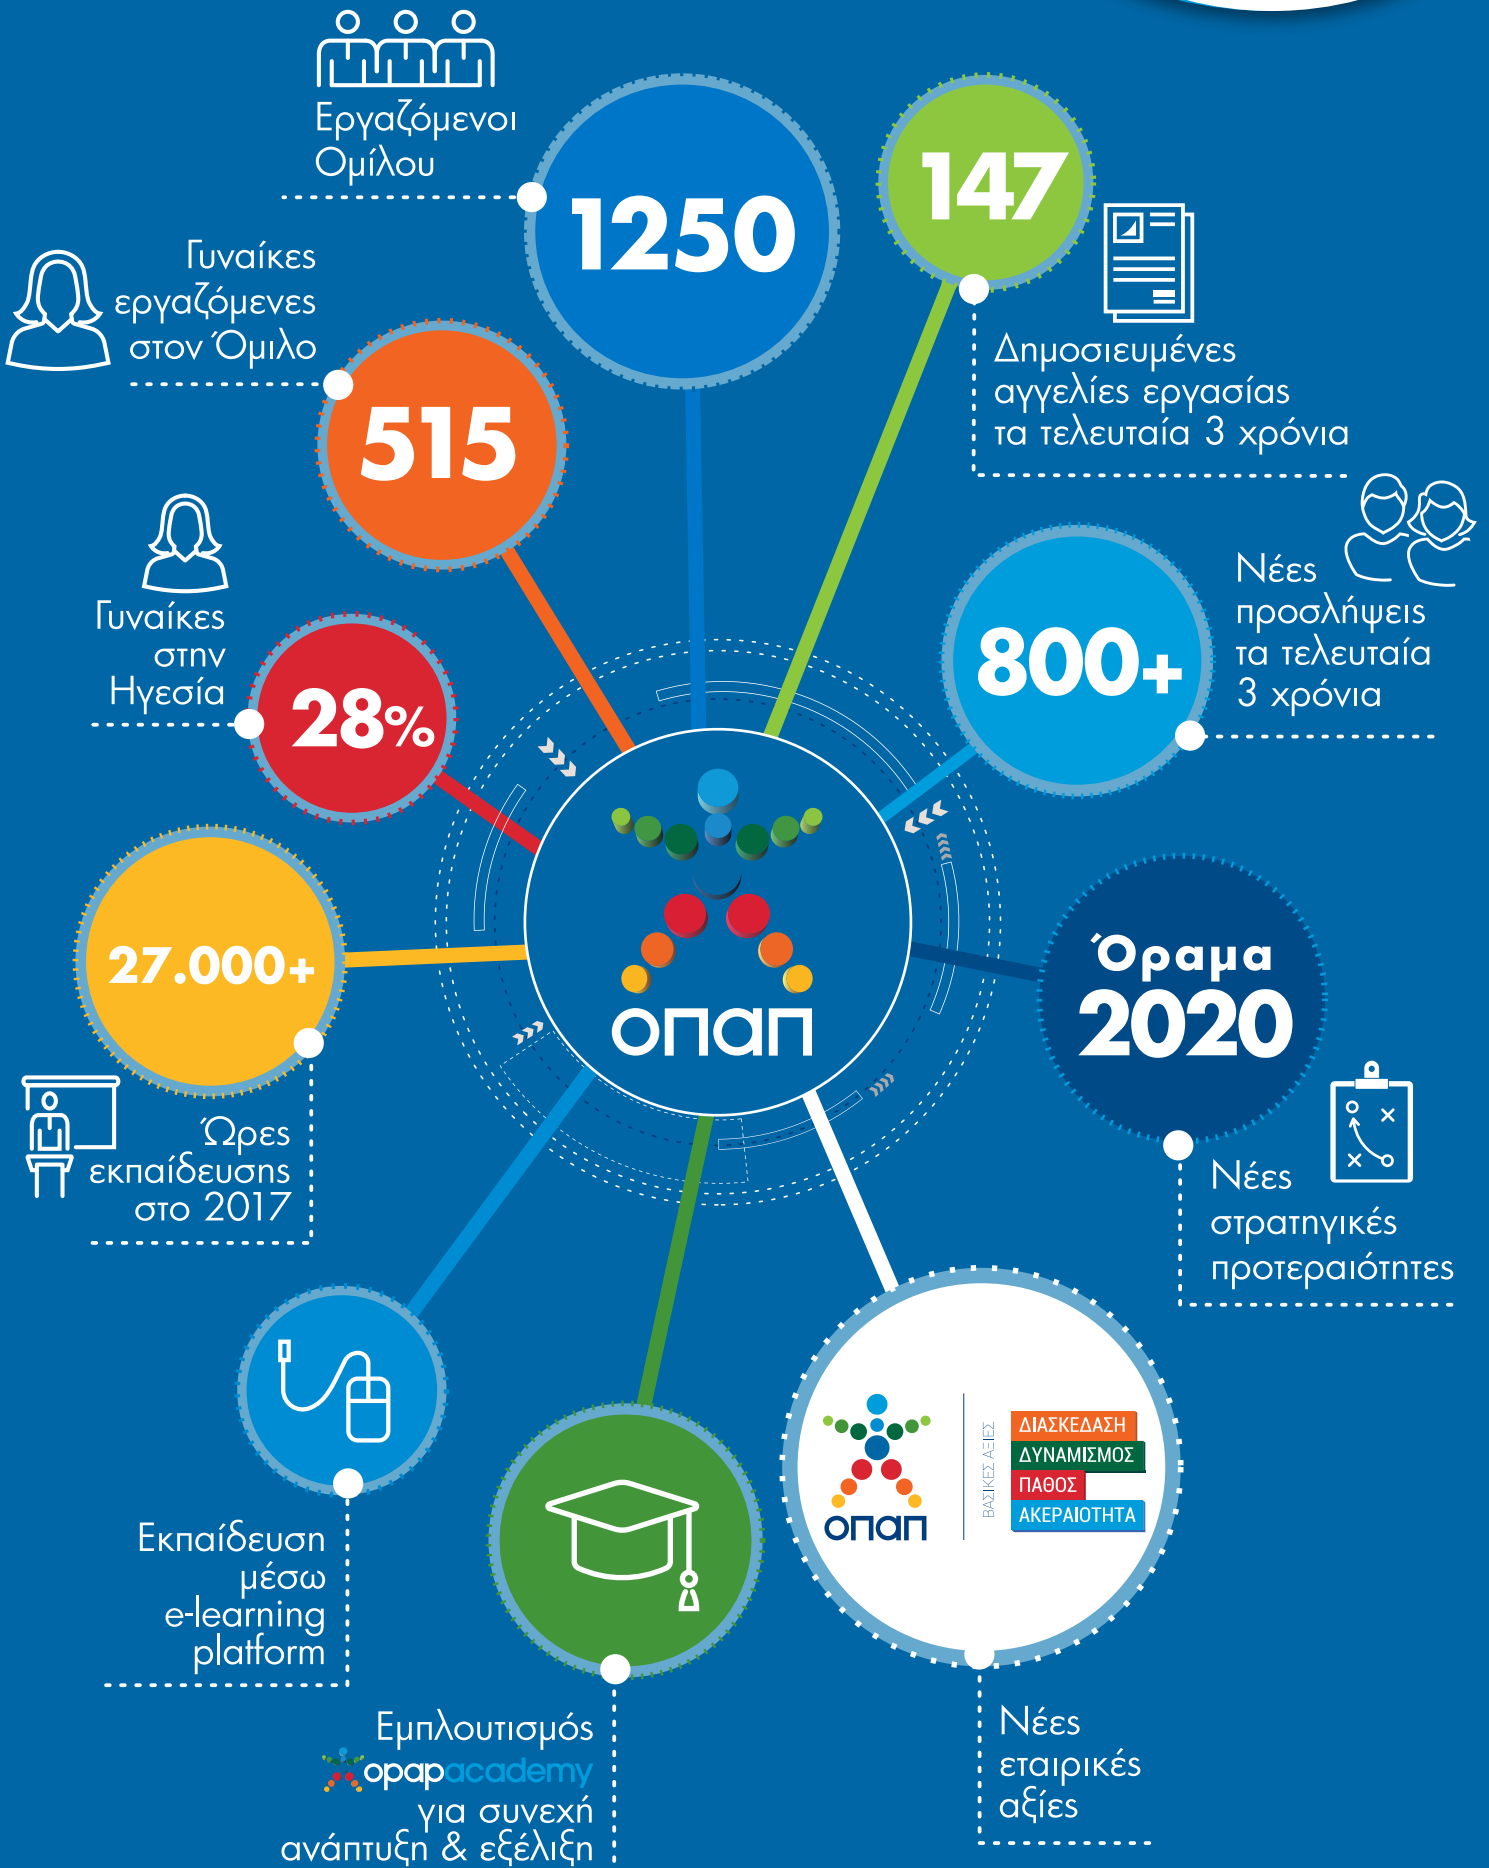 Εργαζόμενοι
Ομίλου
1250
147
Δημοσιευμένες
αγγελίες εργασίας
τα τελευταία 3 χρόνια
Γυναίκες
εργαζόμενες
στον Όμιλο
515
Νέες
προσλήψεις
τα τελευταία
3 χρόνια
800+
Γυναίκες
στην
Ηγεσία
28%
27.000+
Ώρες
εκπαίδευσης
στο 2017
οπαπ
Όραμα
2020
Νέες
στρατηγικές
προτεραιότητες
Εκπαίδευση
μέσω
e-learning
platform
Εμπλουτισμός
opapacademy
για συνεχή
ανάπτυξη & εξέλιξη
οπαπ
ΒΑΣΙΚΕΣ ΑΞΙΕΣ
ΔΙΑΣΚΕΔΑΣΗ
ΔΥΝΑΜΙΣΜΟΣ
ΠΑΘΟΣ
ΑΚΕΡΑΙΟΤΗΤΑ
Νέες
εταιρικές
αξίες